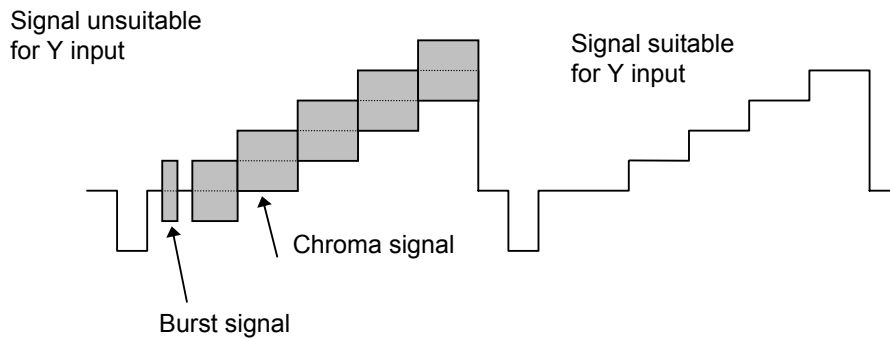 Signal unsuitable
for Y input
Signal suitable
for Y input
Chroma signal
Burst signal